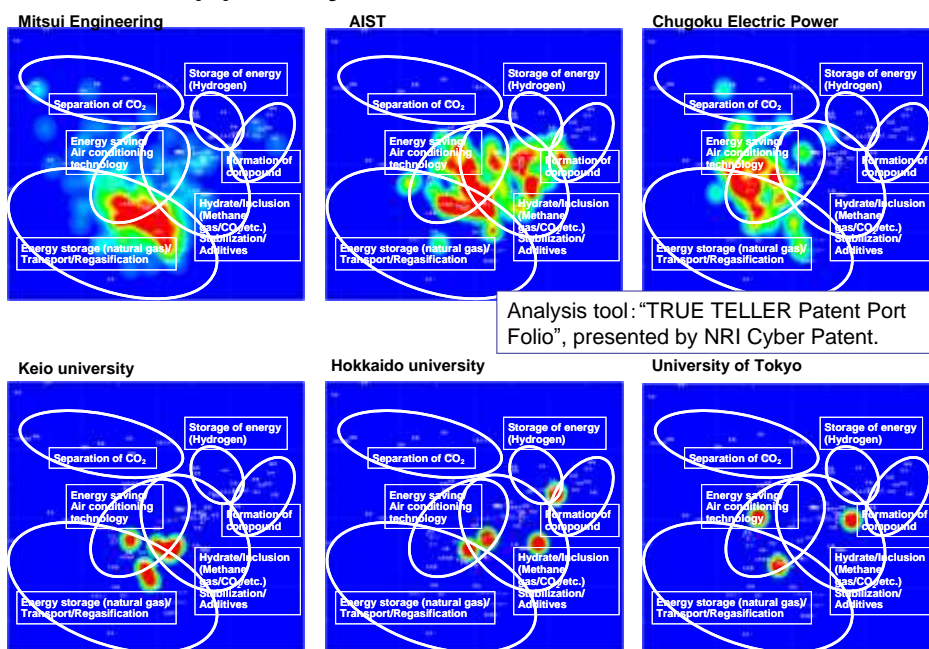 Mitsui Engineering
AIST
Chugoku Electric Power
Storage of energy
(Hydrogen)
Separation of CO₂
Energy saving/
Air conditioning
technology
Formation of
compound
Hydrate/Inclusion
(Methane
gas/CO₂/etc.)
Stabilization/
Additives
Energy storage (natural gas)/
Transport/Regasification
Storage of energy
(Hydrogen)
Separation of CO₂
Energy saving/
Air conditioning
technology
Formation of
compound
Hydrate/Inclusion
(Methane
gas/CO₂/etc.)
Stabilization/
Additives
Energy storage (natural gas)/
Transport/Regasification
Storage of energy
(Hydrogen)
Separation of CO₂
Energy saving/
Air conditioning
technology
Formation of
compound
Hydrate/Inclusion
(Methane
gas/CO₂/etc.)
Stabilization/
Additives
Energy storage (natural gas)/
Transport/Regasification
Analysis tool:“TRUE TELLER Patent Port
Folio”, presented by NRI Cyber Patent.
Keio university
Hokkaido university
University of Tokyo
Storage of energy
(Hydrogen)
Separation of CO₂
Energy saving/
Air conditioning
technology
Formation of
compound
Hydrate/Inclusion
(Methane
gas/CO₂/etc.)
Stabilization/
Additives
Energy storage (natural gas)/
Transport/Regasification
Storage of energy
(Hydrogen)
Separation of CO₂
Energy saving/
Air conditioning
technology
Formation of
compound
Hydrate/Inclusion
(Methane
gas/CO₂/etc.)
Stabilization/
Additives
Energy storage (natural gas)/
Transport/Regasification
Storage of energy
(Hydrogen)
Separation of CO₂
Energy saving/
Air conditioning
technology
Formation of
compound
Hydrate/Inclusion
(Methane
gas/CO₂/etc.)
Stabilization/
Additives
Energy storage (natural gas)/
Transport/Regasification